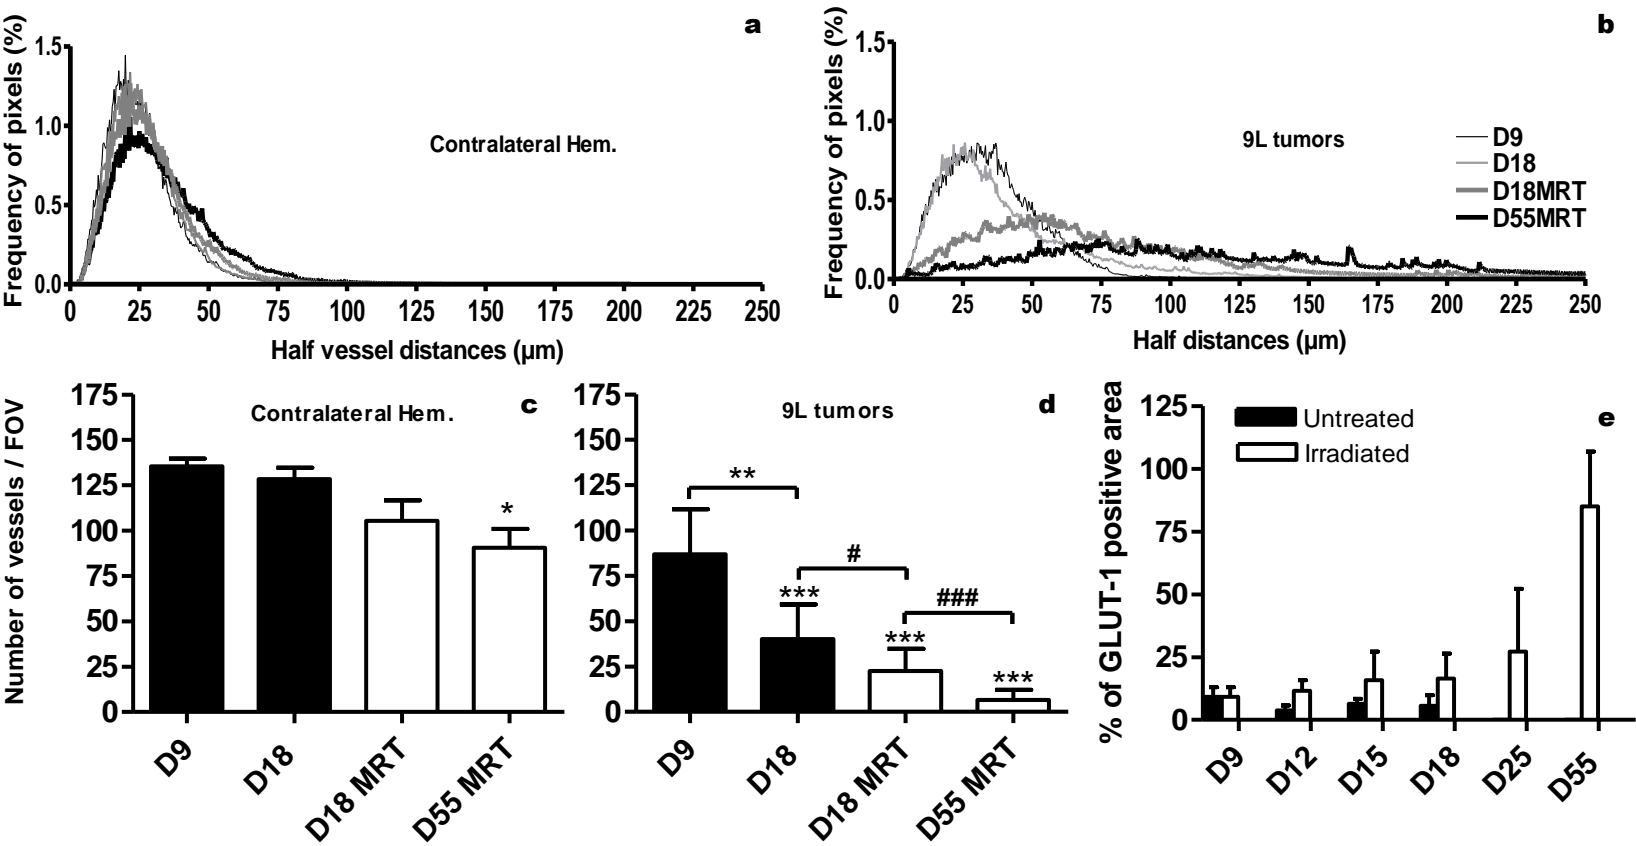 a
Frequency of pixels (%)
1.5
1.0
0.5
0.0
Contralateral Hem.
0 25 50 75 100 125 150 175 200 225 250
Half vessel distances (µm)
b
Frequency of pixels (%)
1.5
1.0
0.5
0.0
9L tumors
D9
D18
D18MRT
D55MRT
0 25 50 75 100 125 150 175 200 225 250
Half distances (µm)
c
Number of vessels / FOV
Contralateral Hem.
175
150
125
100
75
50
25
0
*
D9
D18
D18 MRT
D55 MRT
d
9L tumors
175
150
125
100
75
50
25
0
**
#
***
###
***
***
D9
D18
D18 MRT
D55 MRT
e
% of GLUT-1 positive area
Untreated
Irradiated
125
100
75
50
25
0
D9
D12
D15
D18
D25
D55